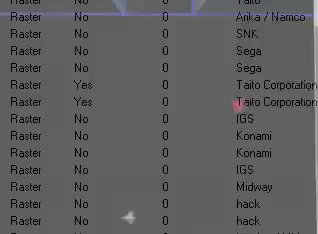 Raster No 0 Taito
Raster No 0 Arika / Namco
Raster No 0 SNK
Raster No 0 Sega
Raster No 0 Sega
Raster Yes 0 Taito Corporation
Raster Yes 0 Taito Corporation
Raster No 0 IGS
Raster No 0 Konami
Raster No 0 Konami
Raster No 0 IGS
Raster No 0 Midway
Raster No 0 hack
Raster No 0 hack
Raster No 0